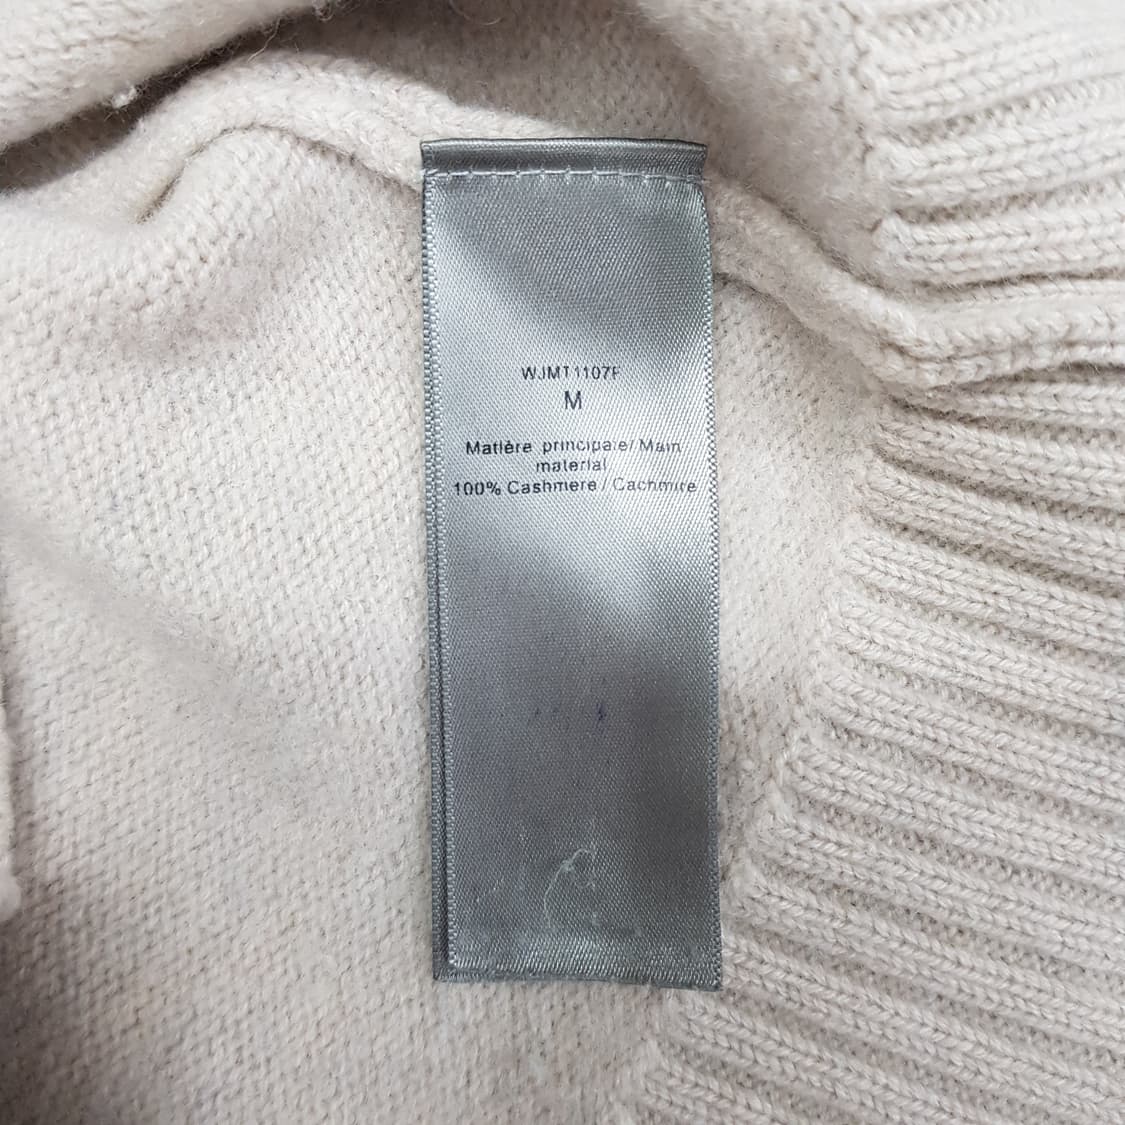 WJMT1107F
M
Matière principale/ Main
material
100% Cashmere / Cachmire